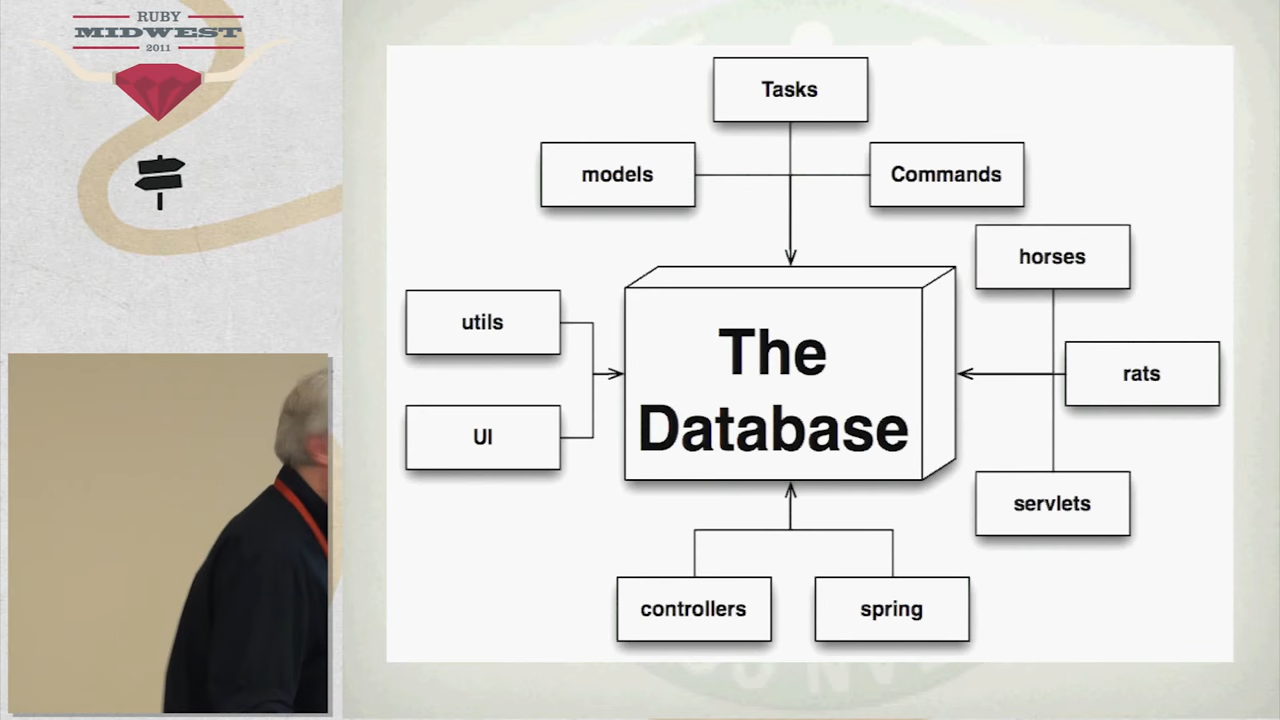 RUBY
MIDWEST
2011
Tasks
models
Commands
horses
utils
The
Database
rats
UI
servlets
controllers
spring